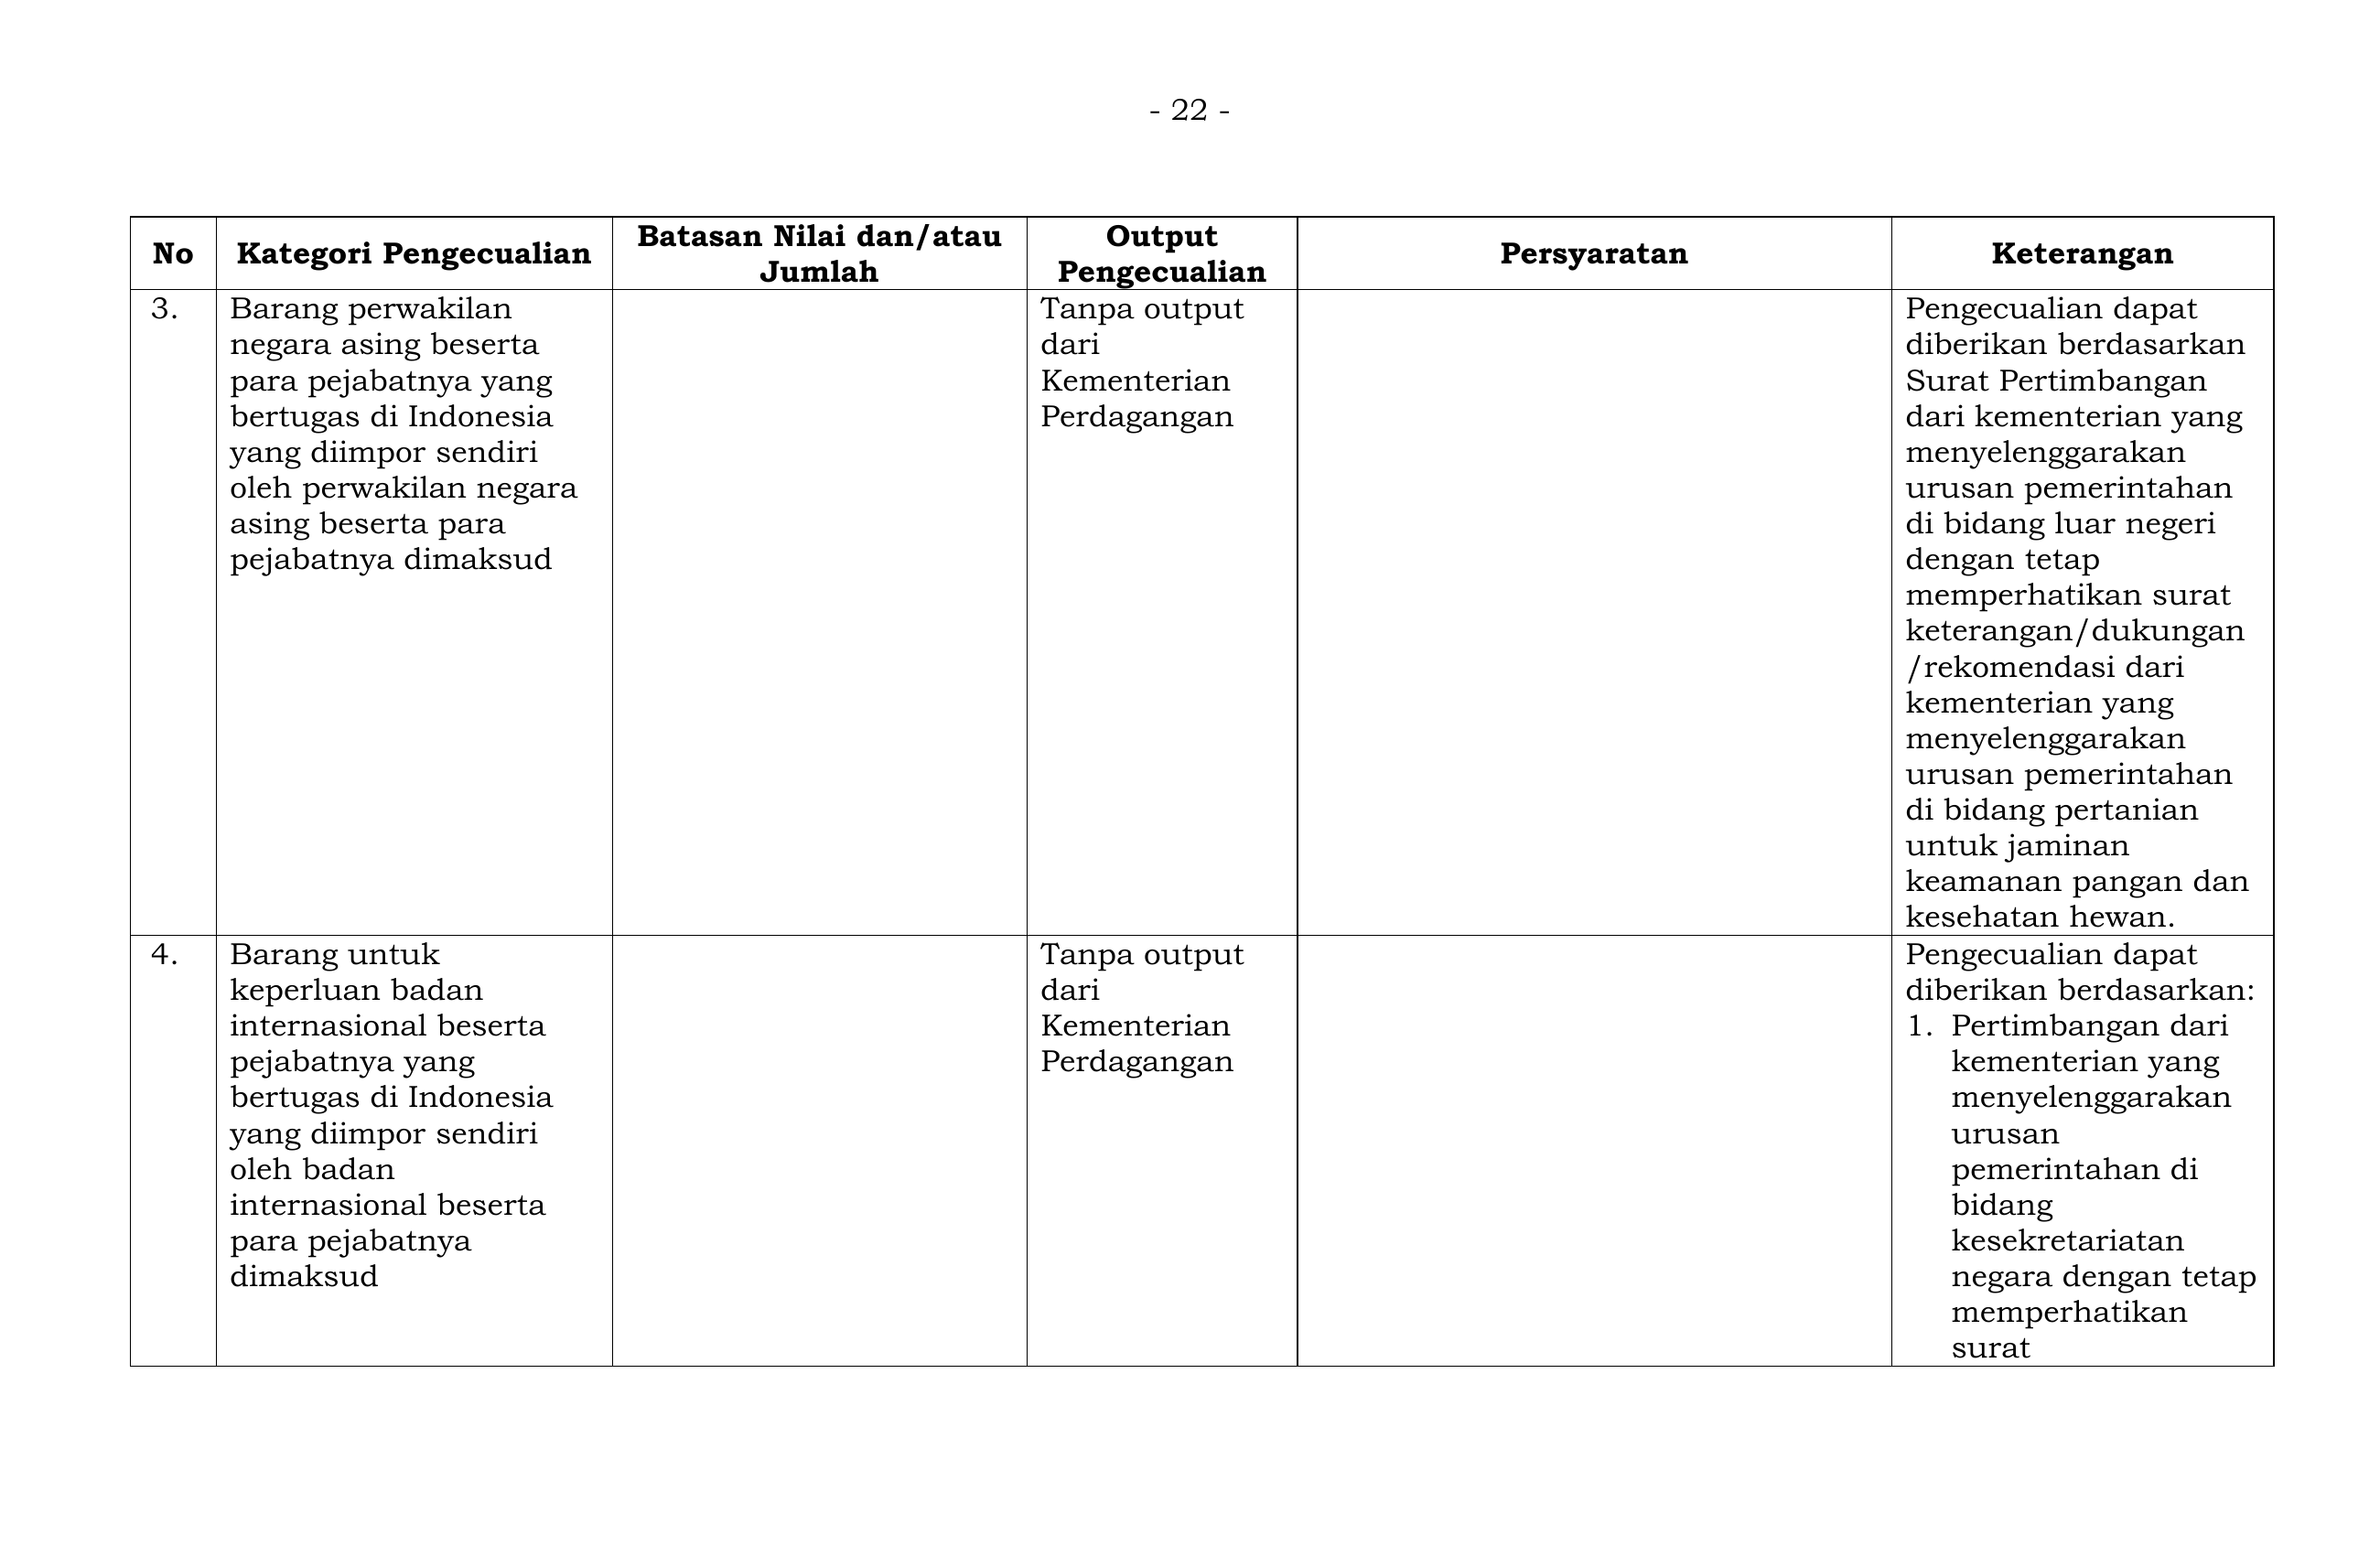 - 22 -
No
Kategori Pengecualian
Batasan Nilai dan/atau
Jumlah
Output
Pengecualian
Persyaratan
Keterangan
3.
Barang perwakilan
negara asing beserta
para pejabatnya yang
bertugas di Indonesia
yang diimpor sendiri
oleh perwakilan negara
asing beserta para
pejabatnya dimaksud
Tanpa output
dari
Kementerian
Perdagangan
Pengecualian dapat
diberikan berdasarkan
Surat Pertimbangan
dari kementerian yang
menyelenggarakan
urusan pemerintahan
di bidang luar negeri
dengan tetap
memperhatikan surat
keterangan/dukungan
/rekomendasi dari
kementerian yang
menyelenggarakan
urusan pemerintahan
di bidang pertanian
untuk jaminan
keamanan pangan dan
kesehatan hewan.
4.
Barang untuk
keperluan badan
internasional beserta
pejabatnya yang
bertugas di Indonesia
yang diimpor sendiri
oleh badan
internasional beserta
para pejabatnya
dimaksud
Tanpa output
dari
Kementerian
Perdagangan
Pengecualian dapat
diberikan berdasarkan:
1. Pertimbangan dari
kementerian yang
menyelenggarakan
urusan
pemerintahan di
bidang
kesekretariatan
negara dengan tetap
memperhatikan
surat